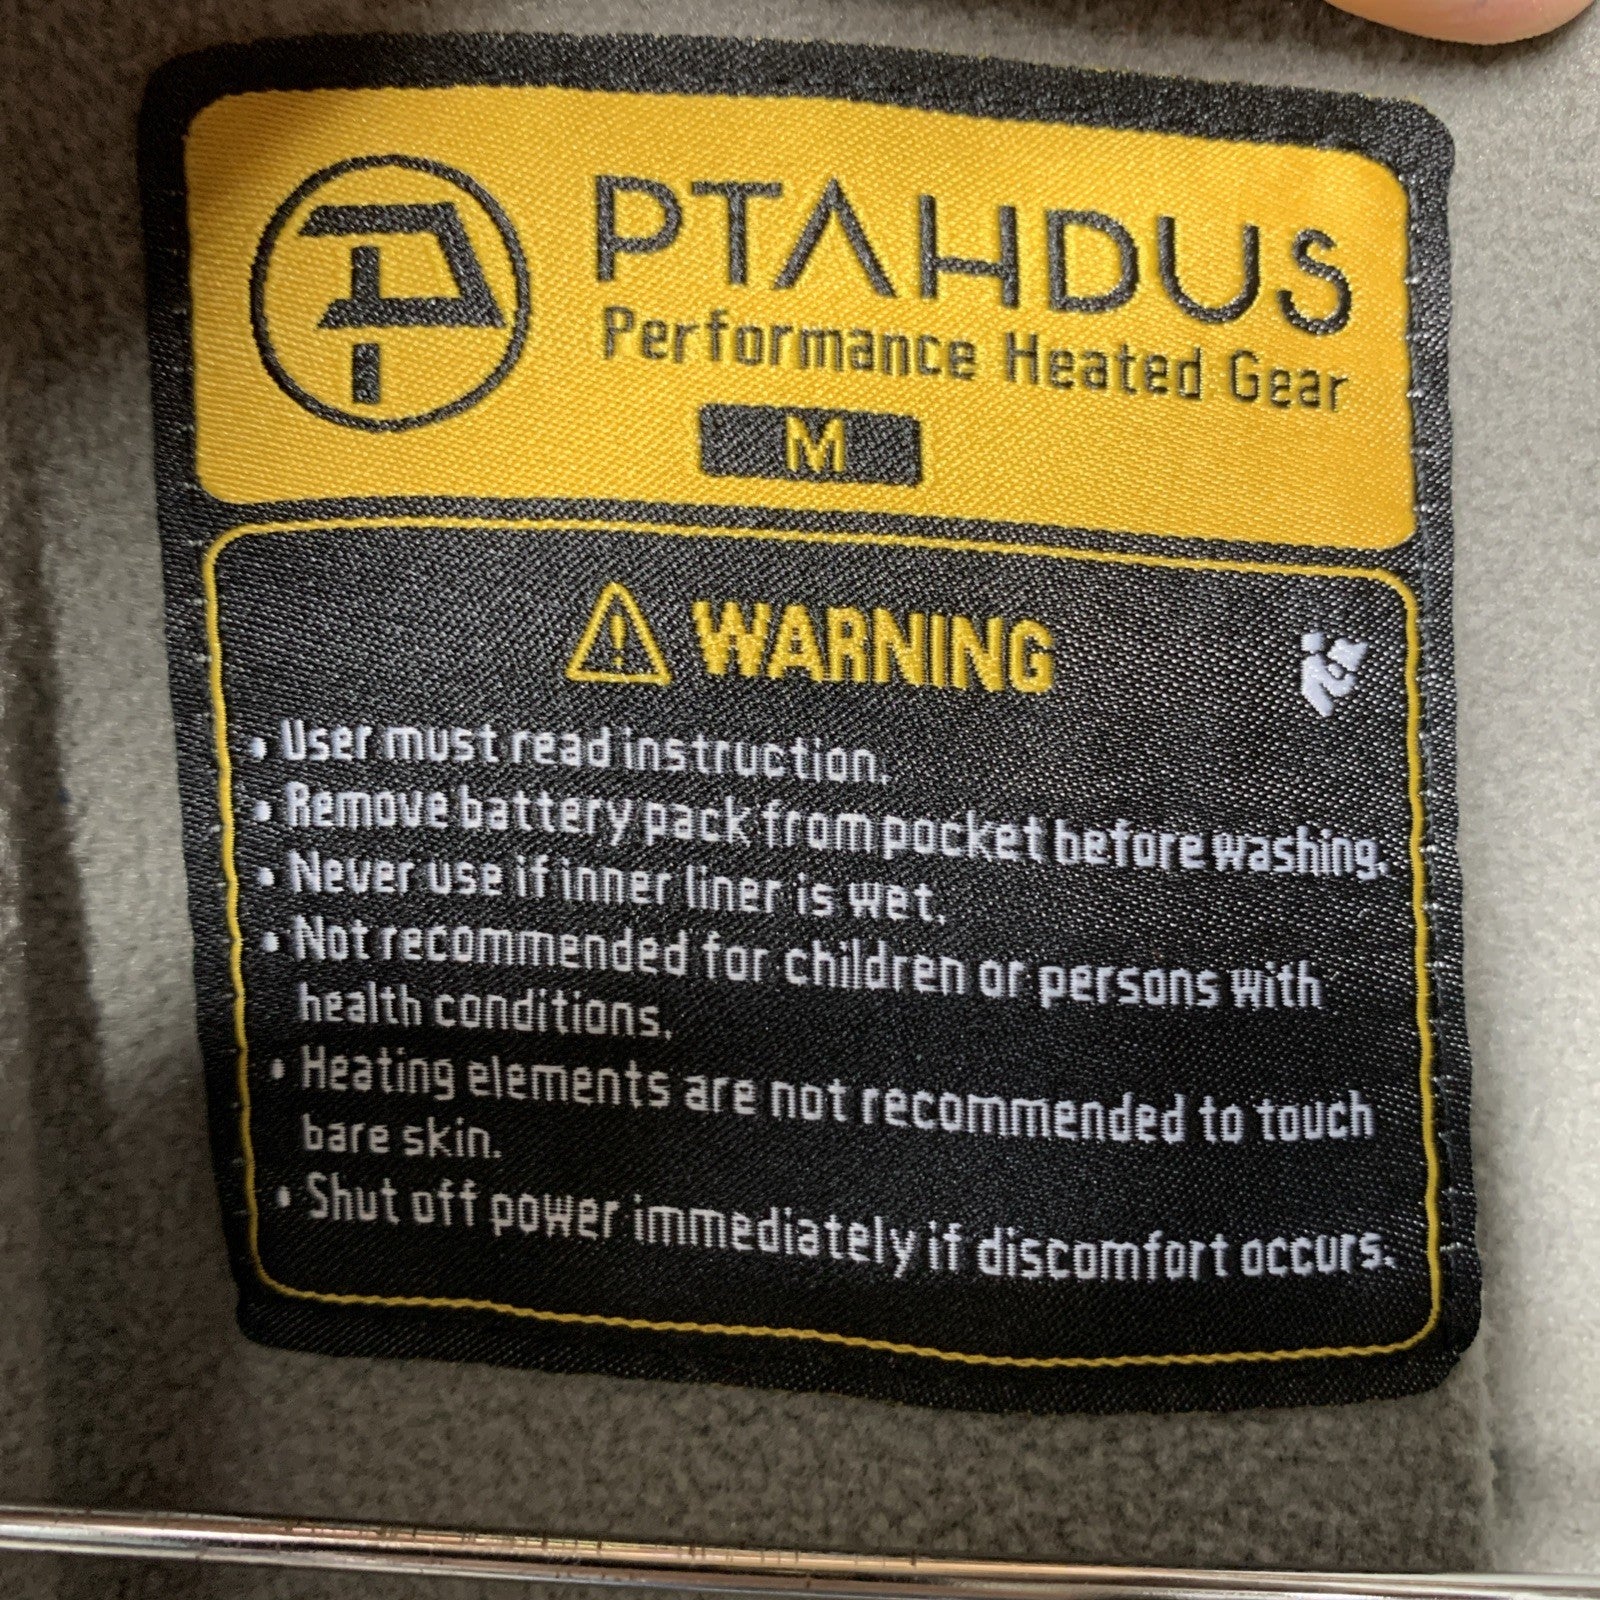 PTAHDUS
Performance Heated Gear
M
WARNING
• User must read instruction.
• Remove battery pack from pocket before washing.
• Never use if inner liner is wet.
• Not recommended for children or persons with
health conditions.
• Heating elements are not recommended to touch
bare skin.
• Shut off power immediately if discomfort occurs.